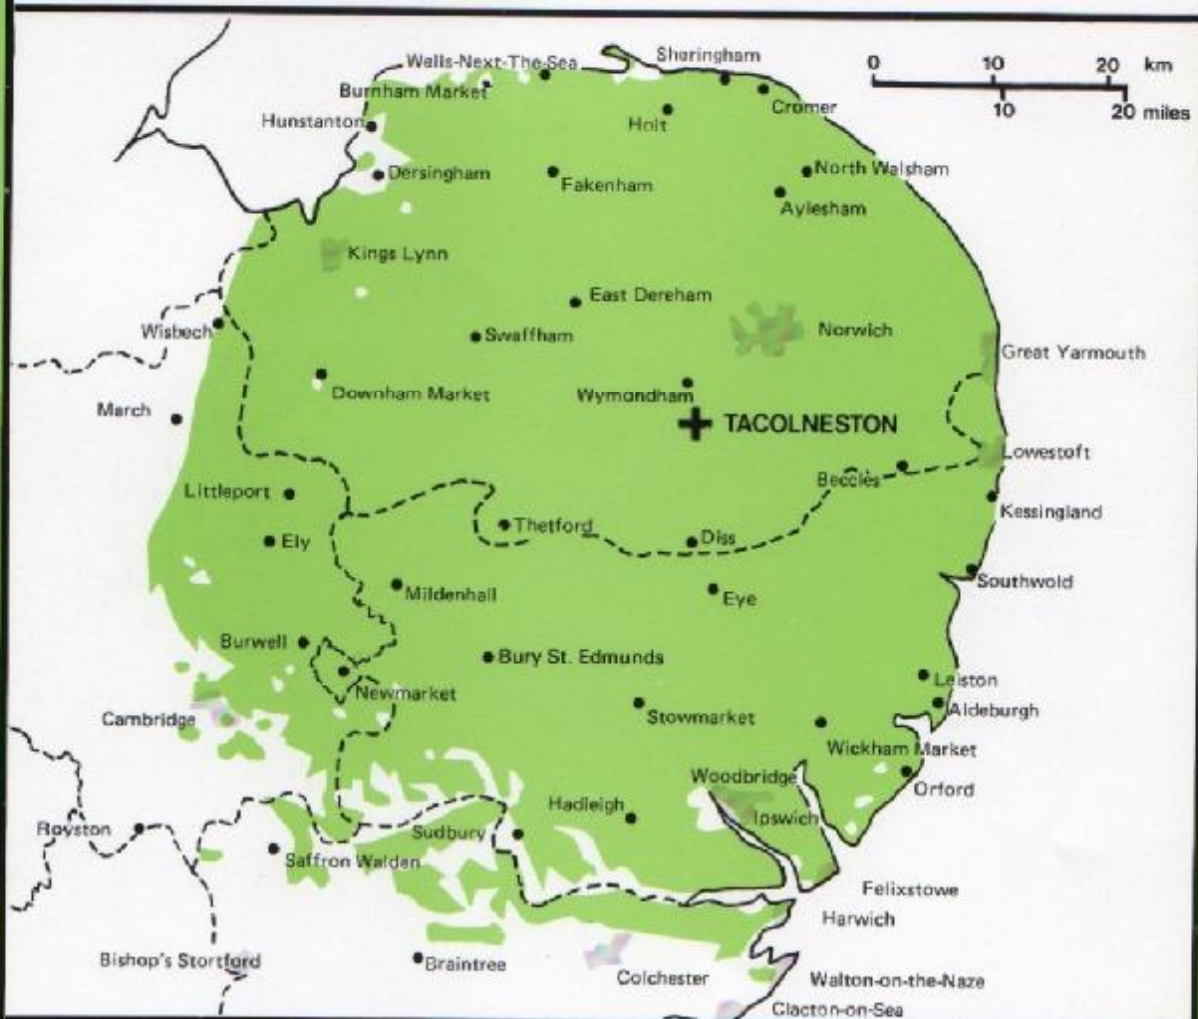 Wells-Next-The-Sea
Sheringham
0 10 20 km
10 20 miles
Burnham Market
Cromer
Hunstanton
Holt
Dersingham
Fakenham
North Walsham
Aylesham
Kings Lynn
East Dereham
Wisbech
Swaffham
Norwich
Great Yarmouth
Downham Market
Wymondham
March
TACOLNESTON
Lowestoft
Beccles
Littleport
Kessingland
Thetford
Diss
Ely
Southwold
Mildenhall
Eye
Burwell
Bury St. Edmunds
Leiston
Newmarket
Aldeburgh
Cambridge
Stowmarket
Wickham Market
Woodbridge
Orford
Hadleigh
Ipswich
Royston
Sudbury
Saffron Walden
Felixstowe
Harwich
Bishop's Stortford
Braintree
Colchester
Walton-on-the-Naze
Clacton-on-Sea